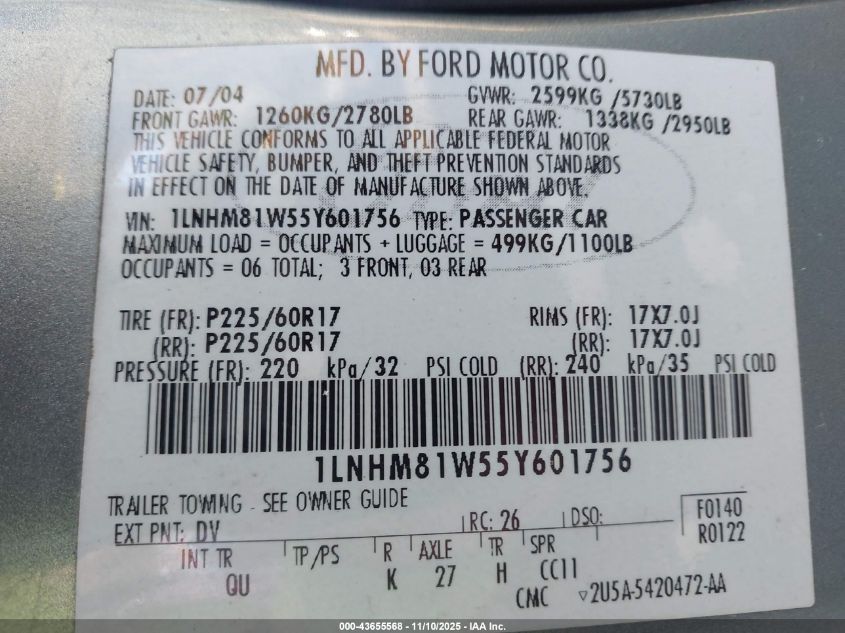 MFD. BY FORD MOTOR CO.
DATE: 07/04 GVWR: 2599KG /5730LB
FRONT GAWR: 1260KG/2780LB REAR GAWR: 1338KG /2950LB
THIS VEHICLE CONFORMS TO ALL APPLICABLE FEDERAL MOTOR
VEHICLE SAFETY, BUMPER, AND THEFT PREVENTION STANDARDS
IN EFFECT ON THE DATE OF MANUFACTURE SHOWN ABOVE.
VIN: 1LNHM81W55Y601756 TYPE: PASSENGER CAR
MAXIMUM LOAD = OCCUPANTS + LUGGAGE = 499KG/1100LB
OCCUPANTS = 06 TOTAL; 3 FRONT, 03 REAR
TIRE (FR): P225/60R17 RIMS (FR): 17X7.0J
(RR): P225/60R17 (RR): 17X7.0J
PRESSURE (FR): 220 kPa/32 PSI COLD (RR): 240 kPa/35 PSI COLD
1LNHM81W55Y601756
TRAILER TOWING - SEE OWNER GUIDE
EXT PNT: DV RC: 26 DSO: F0140
R0122
INT TR TP/PS R AXLE TR SPR
QU K 27 H CC11
CMC ▽2U5A-5420472-AA
000-43655568 - 11/10/2025 - IAA Inc.